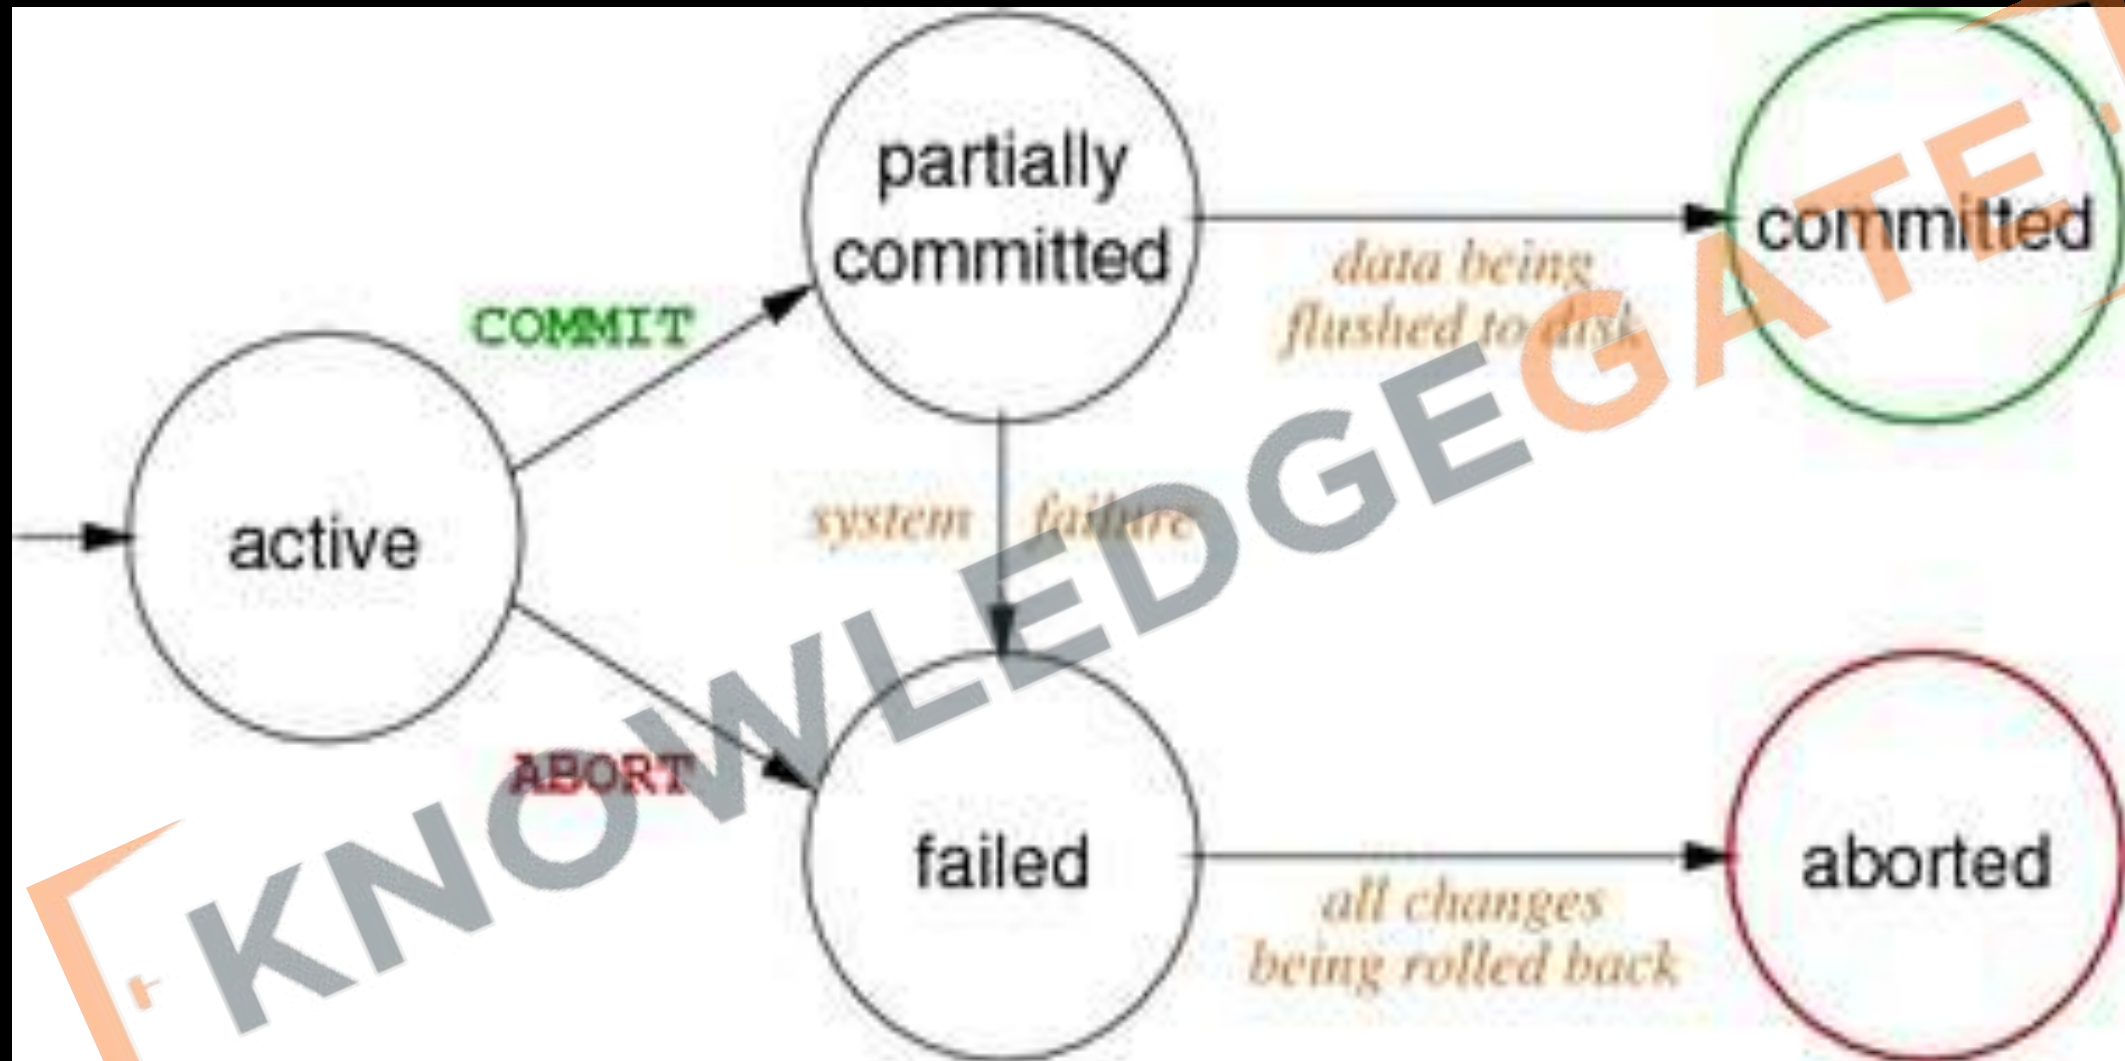 partially
committed
committed
data being
flushed to disk
COMMIT
active
system failure
ABORT
failed
aborted
all changes
being rolled back
KNOWLEDGEGATE